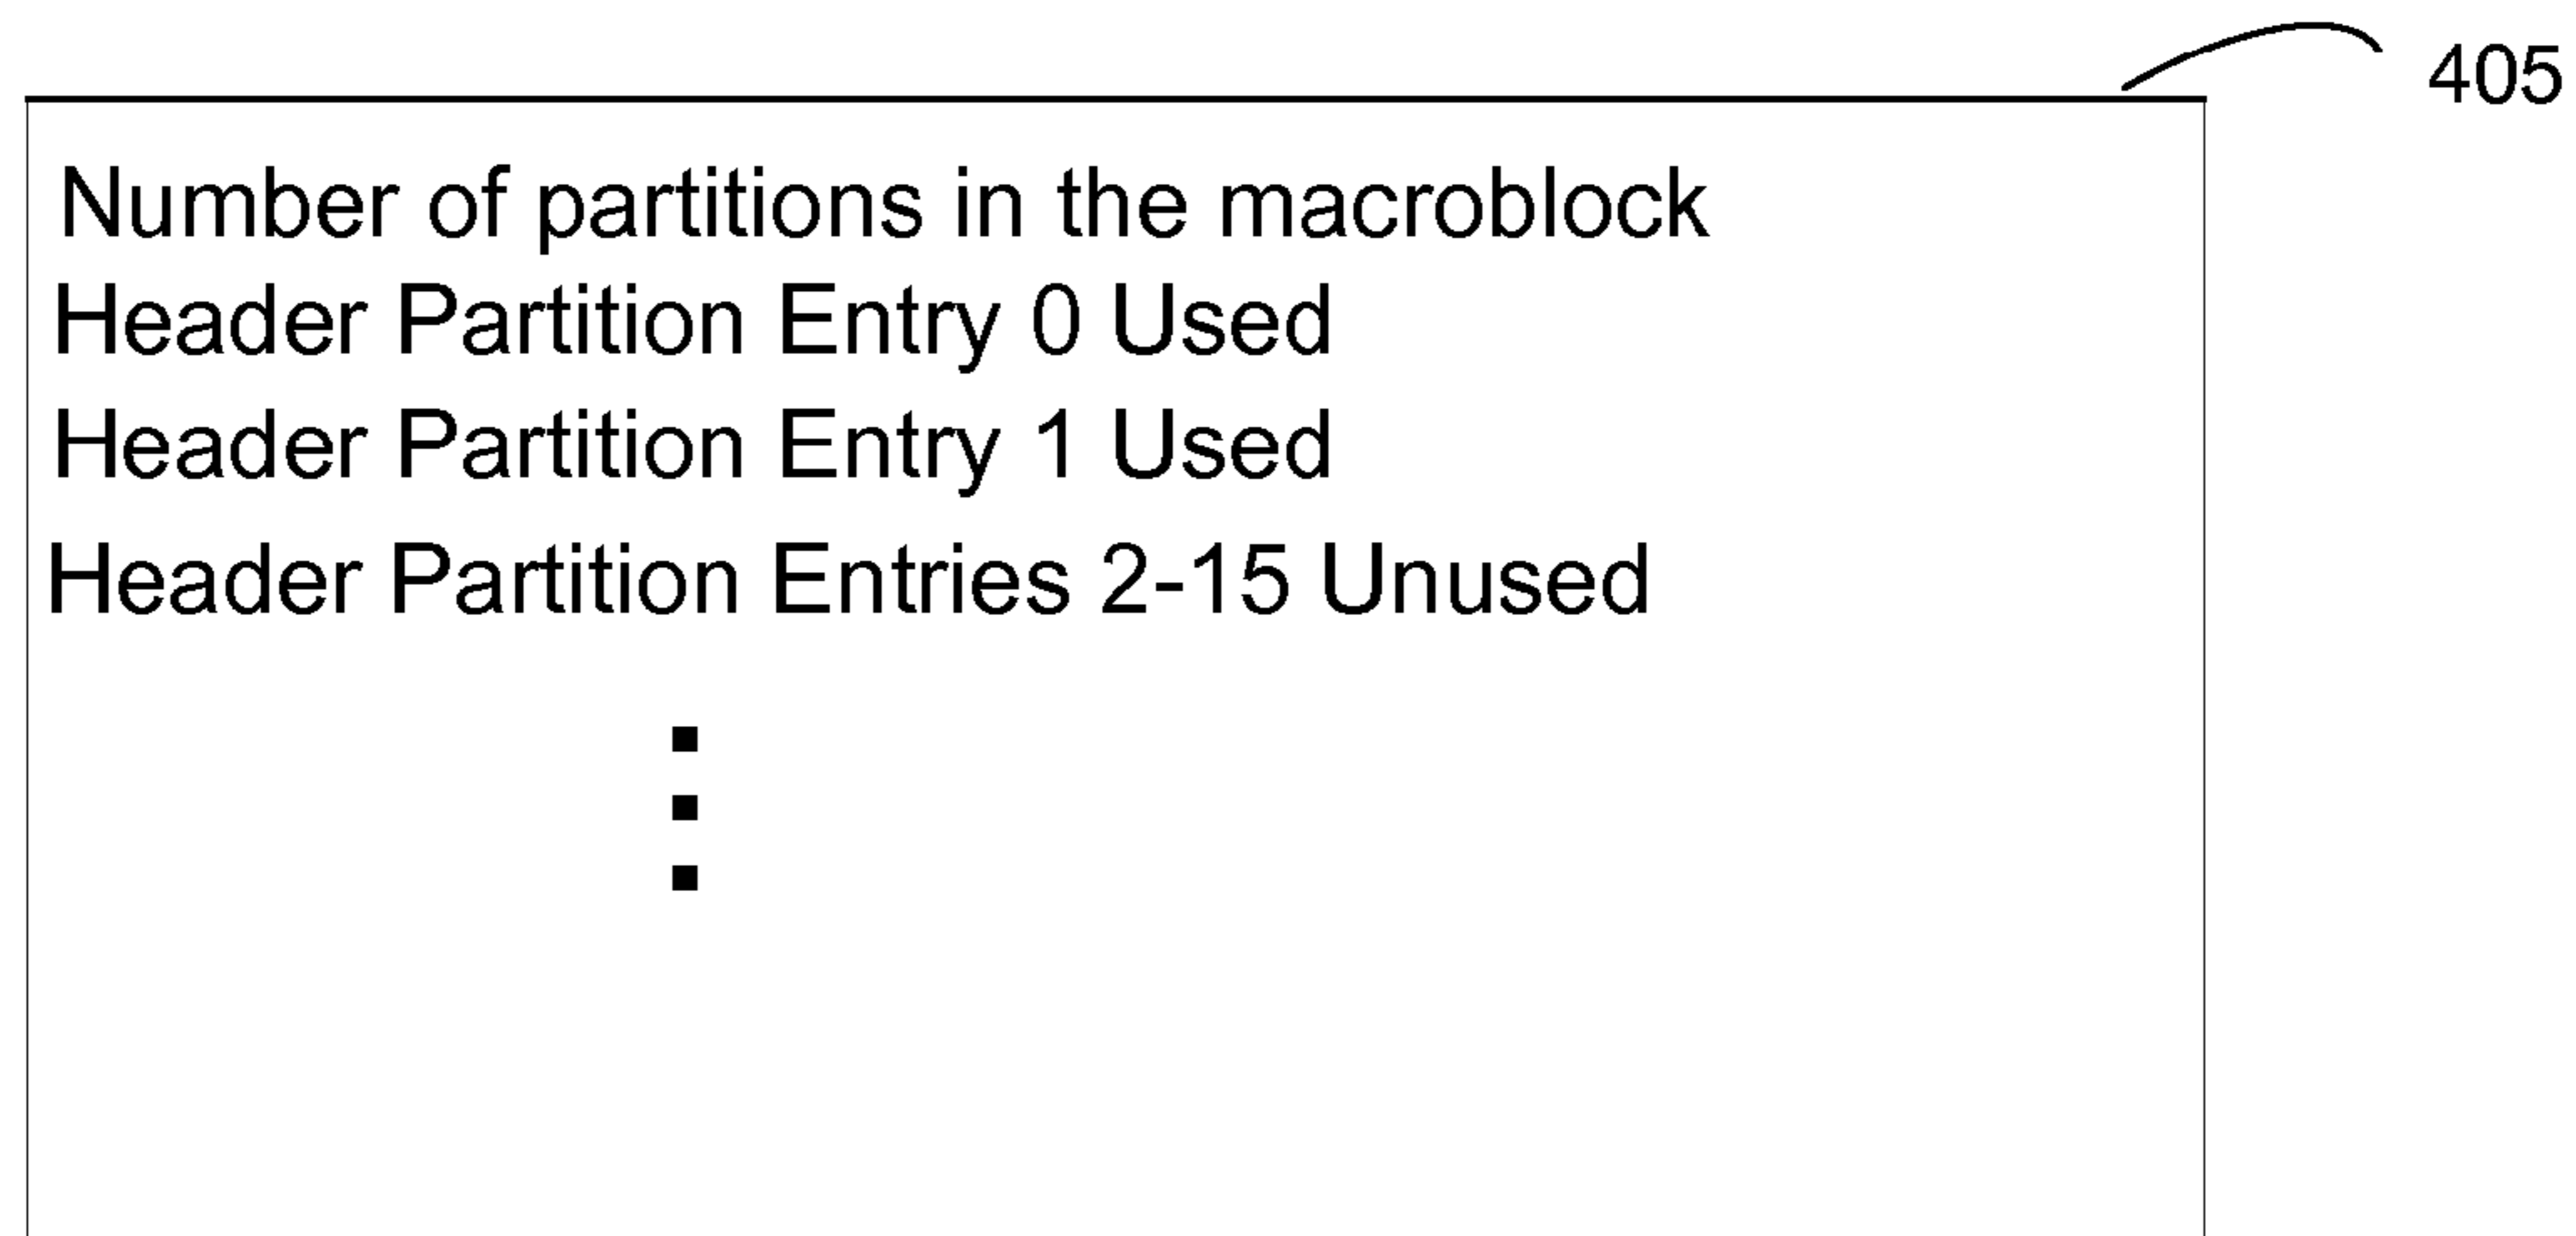 405
Number of partitions in the macroblock
Header Partition Entry 0 Used
Header Partition Entry 1 Used
Header Partition Entries 2-15 Unused